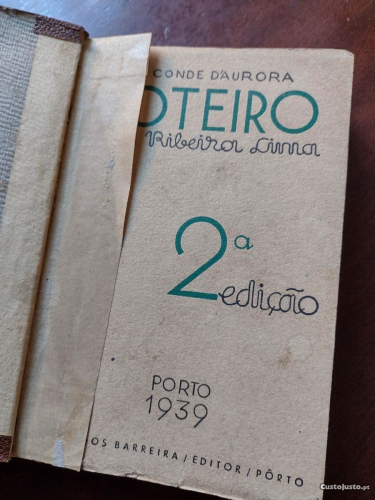 CONDE D'AURORA
OTEIRO
Ribeira Lima
2ª
edição
PORTO
1939
OS BARREIRA/EDITOR/PÔRTO
CustoJusto.pt